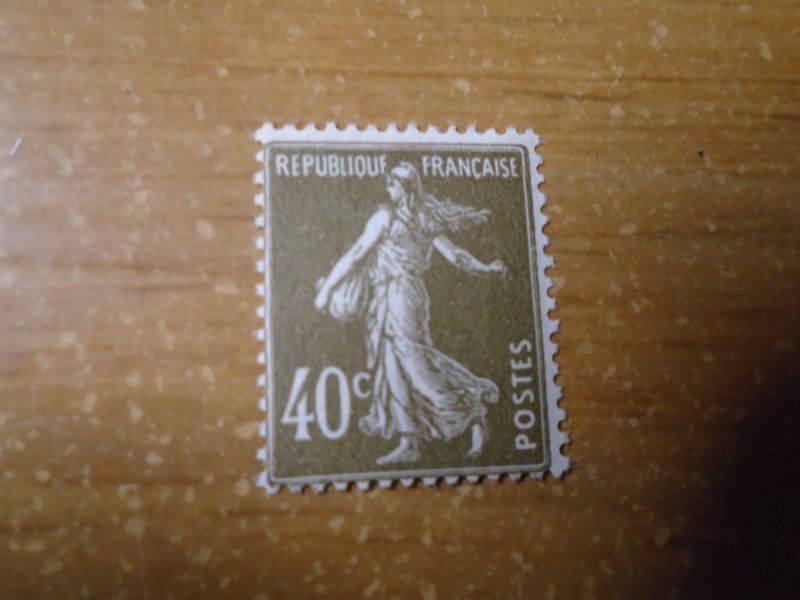 REPUBLIQUE FRANÇAISE
40c
POSTES